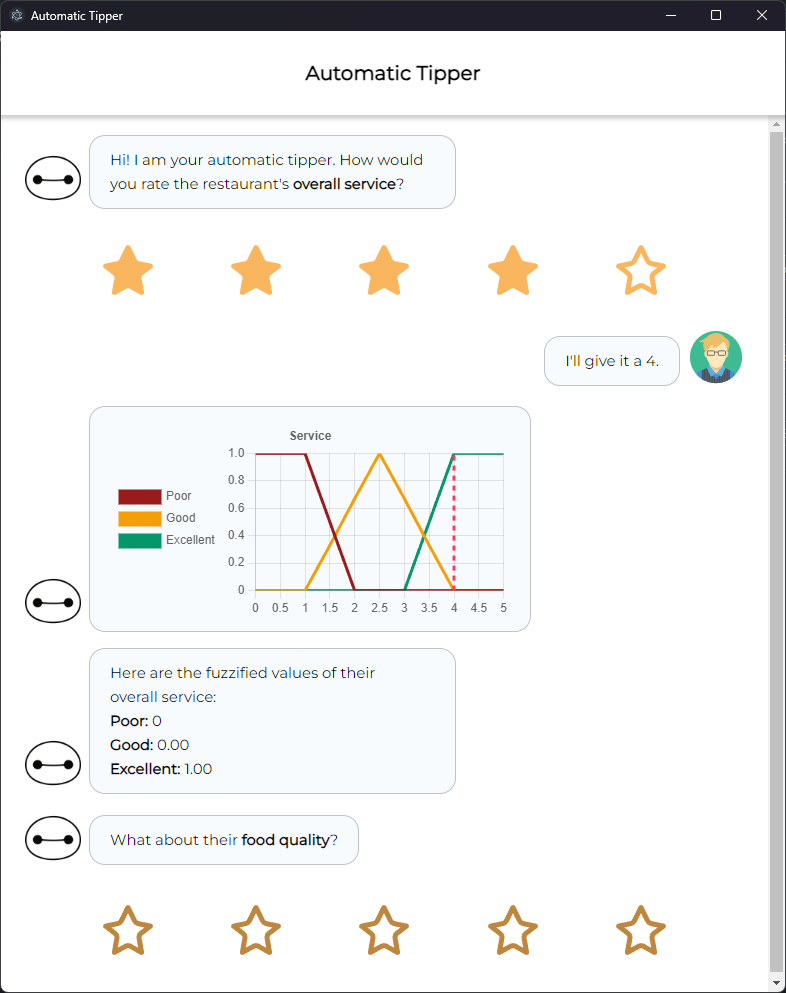 Automatic Tipper
Automatic Tipper
Hi! I am your automatic tipper. How would
you rate the restaurant's overall service?
I'll give it a 4.
Service
Poor
Good
Excellent
1.0
0.8
0.6
0.4
0.2
0
0 0.5 1 1.5 2 2.5 3 3.5 4 4.5 5
Here are the fuzzified values of their
overall service:
Poor: 0
Good: 0.00
Excellent: 1.00
What about their food quality?